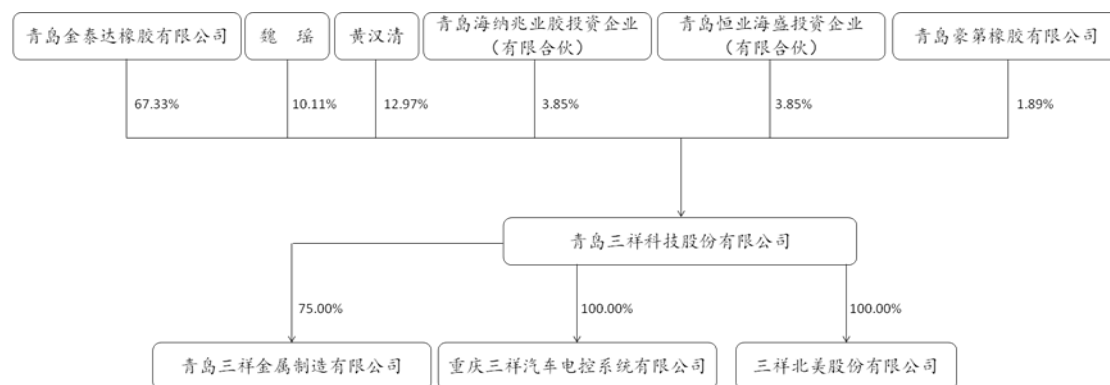 青岛金泰达橡胶有限公司
魏 瑶
黄汉清
青岛海纳兆业胶投资企业
（有限合伙）
青岛恒业海盛投资企业
（有限合伙）
青岛豪第橡胶有限公司
67.33%
10.11%
12.97%
3.85%
3.85%
1.89%
青岛三祥科技股份有限公司
75.00%
100.00%
100.00%
青岛三祥金属制造有限公司
重庆三祥汽车电控系统有限公司
三祥北美股份有限公司